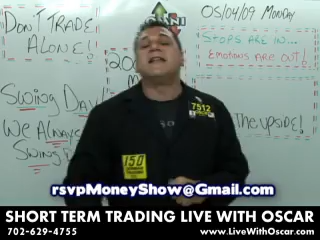 DON'T TRADE
ALONE!!
SWING DAY
WE ALWAYS
SWING
20
05/04/09 MONDAY
STOPS ARE IN...
EMOTIONS ARE OUT!
THE UPSIDE!
7512
150
rsvpMoneyShow@Gmail.com
SHORT TERM TRADING LIVE WITH OSCAR
702-629-4755
www.LiveWithOscar.com